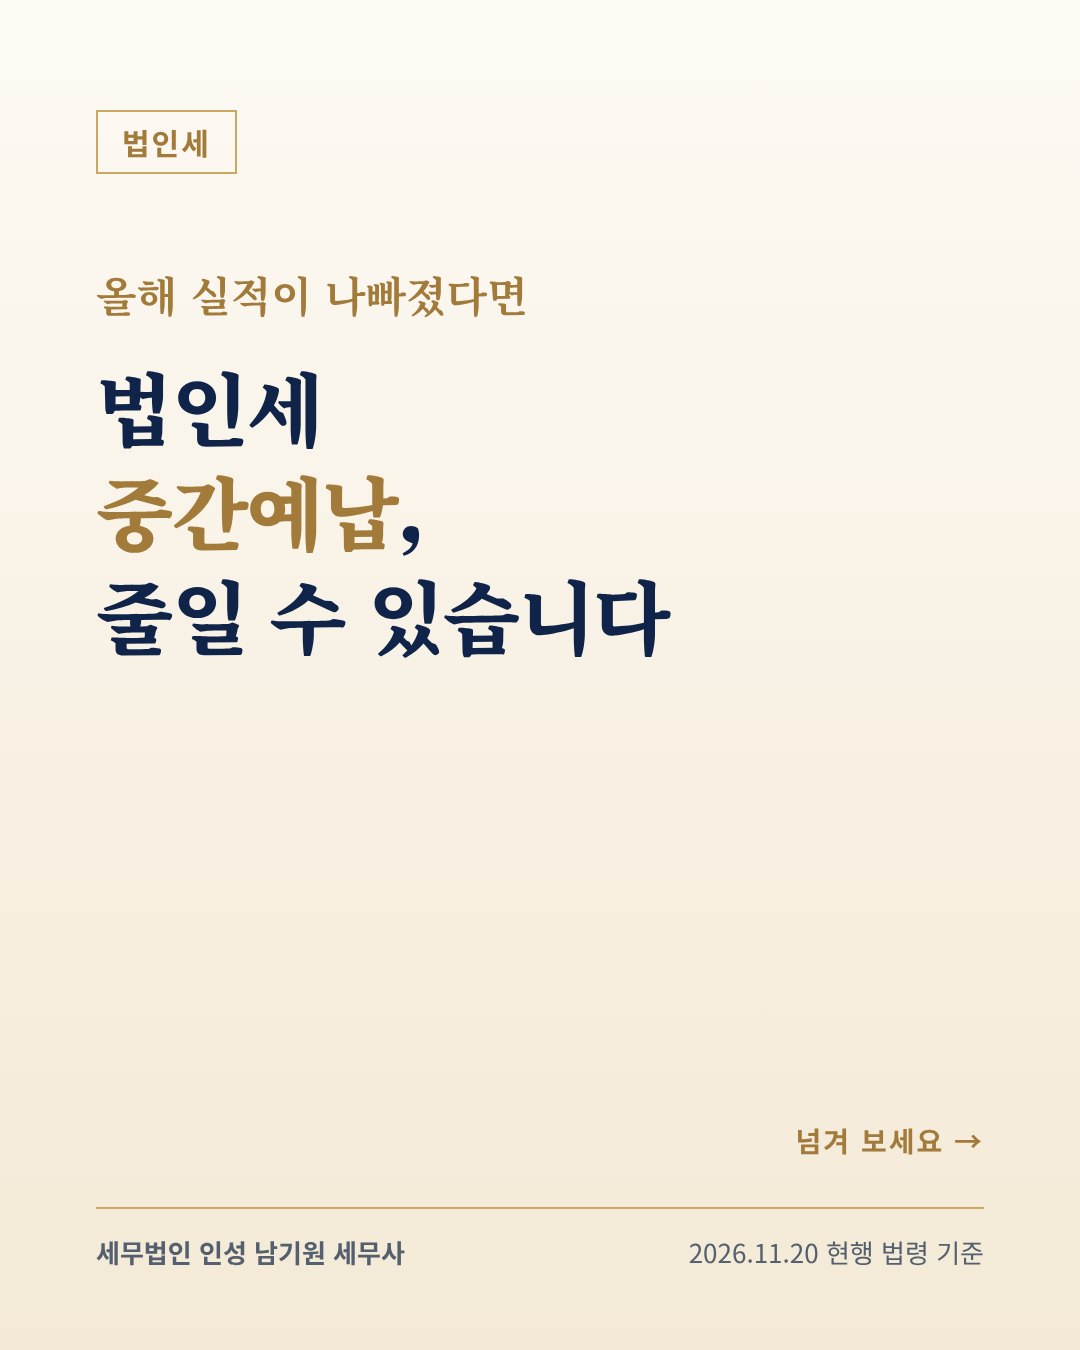 법인세
올해 실적이 나빠졌다면
법인세
중간예납,
줄일 수 있습니다
넘겨 보세요 →
세무법인 인성 남기원 세무사
2026.11.20 현행 법령 기준